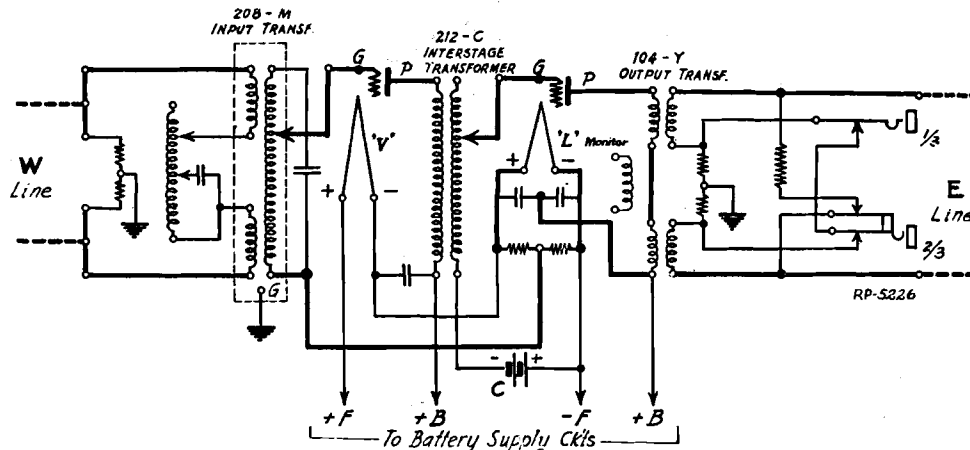 208-M
INPUT TRANSF.
212-C
INTERSTAGE
TRANSFORMER
104-Y
OUTPUT TRANSF.
G
P
G
P
"V"
"L"
Monitor
+
-
+
-
W
Line
E
Line
1/3
2/3
G
RP-5226
-
+
C
+F
+B
-F
+B
To Battery Supply CKts